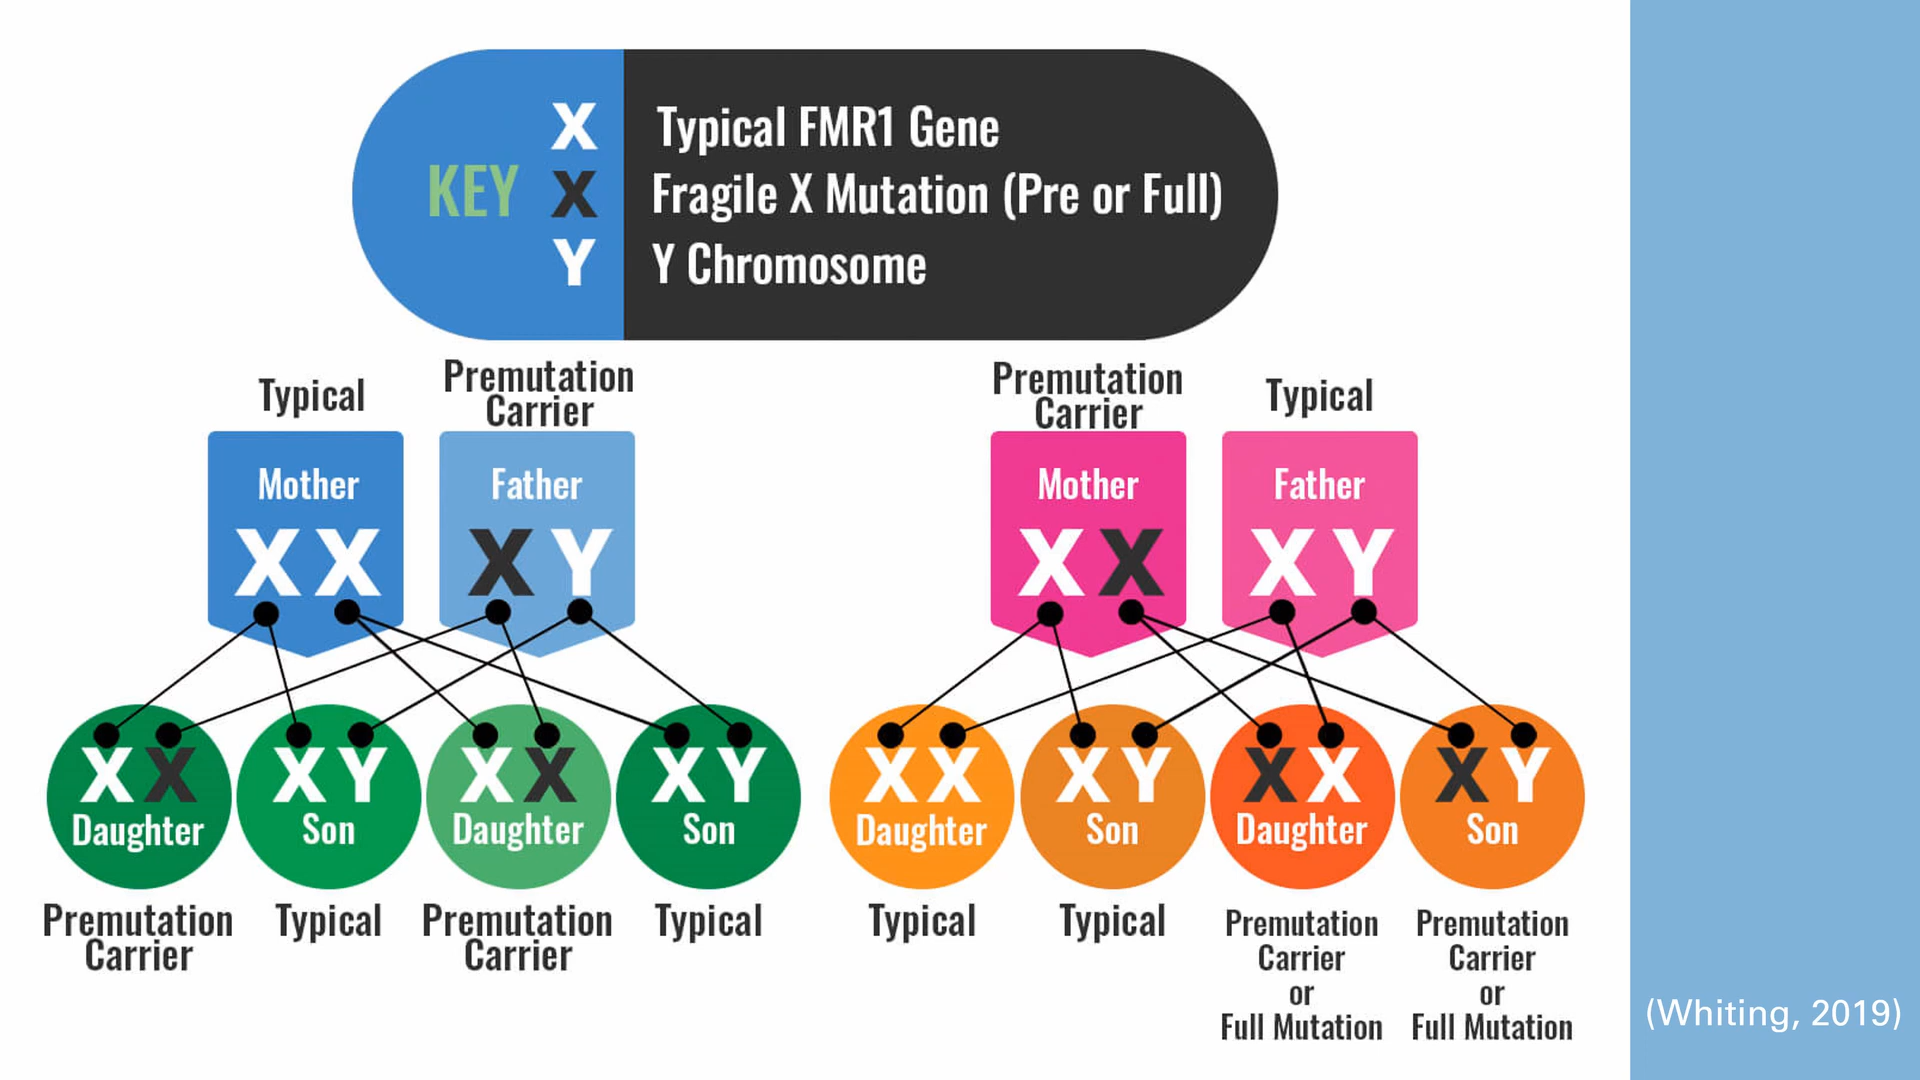 KEY
X Typical FMR1 Gene
X Fragile X Mutation (Pre or Full)
Y Y Chromosome
Typical
Premutation
Carrier
Mother
XX
Father
XY
Premutation
Carrier
Typical
Mother
XX
Father
XY
XX
Daughter
Premutation
Carrier
XY
Son
Typical
XX
Daughter
Premutation
Carrier
XY
Son
Typical
XX
Daughter
Typical
XY
Son
Typical
XX
Daughter
Premutation
Carrier
or
Full Mutation
XY
Son
Premutation
Carrier
or
Full Mutation
(Whiting, 2019)